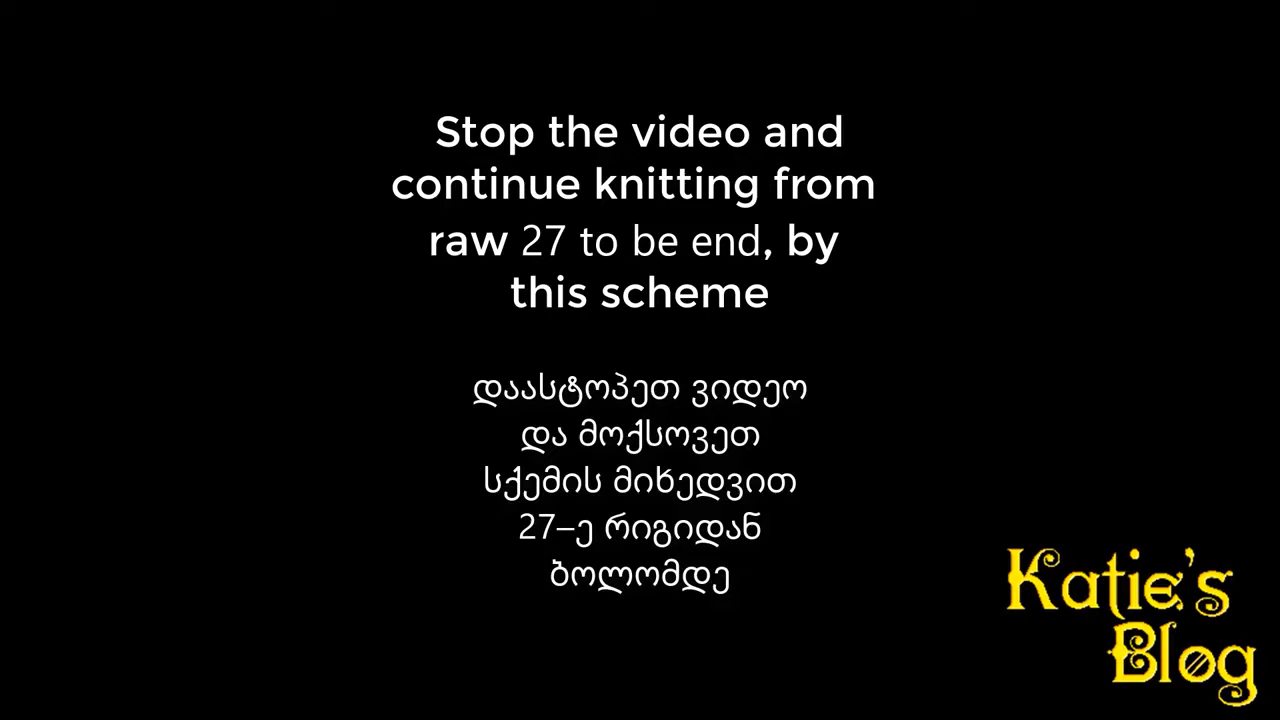 Stop the video and
continue knitting from
raw 27 to be end, by
this scheme
დაასტოპეთ ვიდეო
და მოქსოვეთ
სქემის მიხედვით
27–ე რიგიდან
ბოლომდე
Katie's
Blog